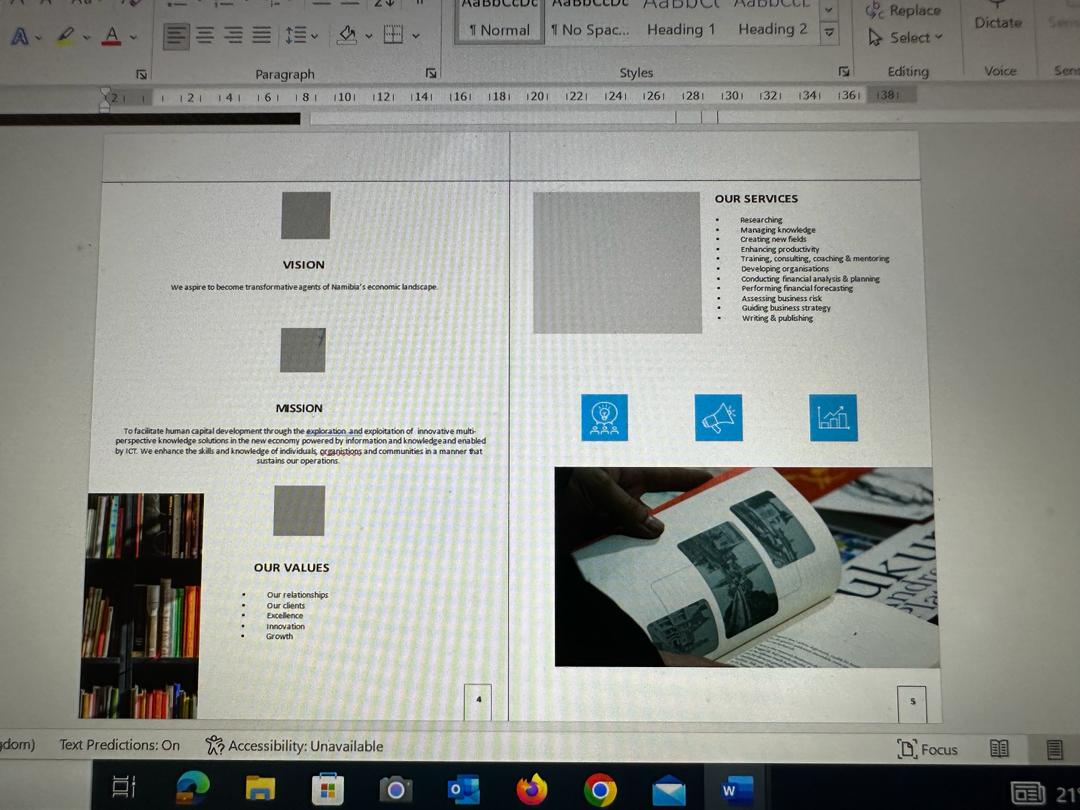 AaBbCcDc
AaBbCcDc
¶ Normal
¶ No Spac...
Heading 1
Heading 2
Replace
Select
Dictate
Paragraph
Styles
Editing
Voice
2 2 4 6 8 10 12 14 16 18 20 22 24 26 28 30 32 34 36 38
VISION
We aspire to become transformative agents of Namibia's economic landscape.
MISSION
To facilitate human capital development through the exploration and exploitation of innovative multi-
perspective knowledge solutions in the new economy powered by information and knowledge and enabled
by ICT. We enhance the skills and knowledge of individuals, organistions and communities in a manner that
sustains our operations.
OUR VALUES
• Our relationships
• Our clients
• Excellence
• Innovation
• Growth
4
OUR SERVICES
• Researching
• Managing knowledge
• Creating new fields
• Enhancing productivity
• Training, consulting, coaching & mentoring
• Developing organisations
• Conducting financial analysis & planning
• Performing financial forecasting
• Assessing business risk
• Guiding business strategy
• Writing & publishing
5
gdom)
Text Predictions: On
Accessibility: Unavailable
Focus
W